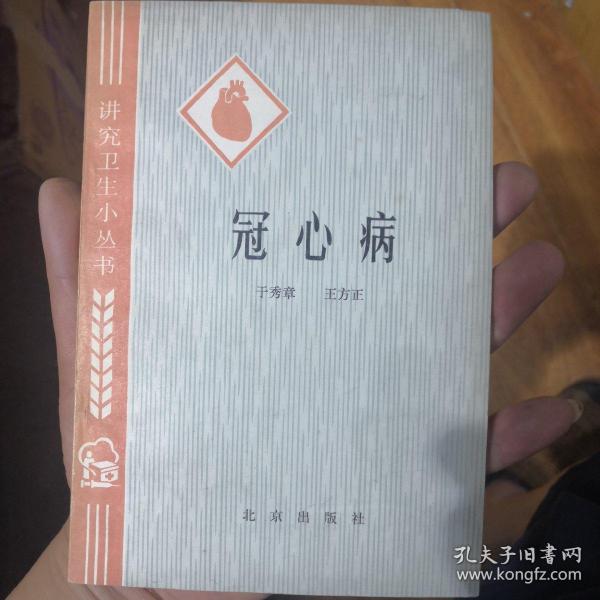 讲究卫生小丛书
冠心病
于秀章 王方正
北京出版社
孔夫子旧书网
www.kongfz.com